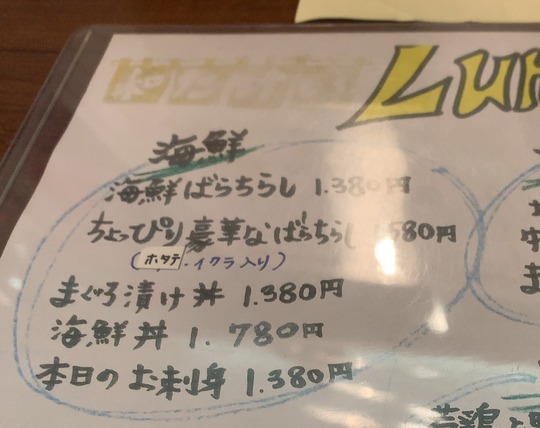 海鮮
海鮮ばらちらし 1.380円
ちょっぴり豪華なばらちらし 1.580円
(ホタテ・イクラ入り)
まぐろ漬け丼 1.380円
海鮮丼 1.780円
本日のお刺身 1.380円